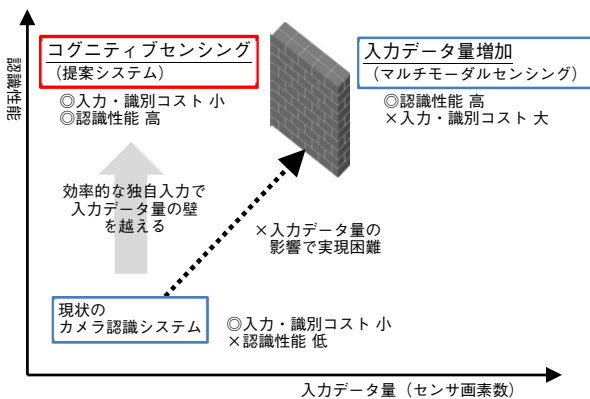 認識性能
コグニティブセンシング
（提案システム）
◎入力・識別コスト 小
◎認識性能 高
入力データ量増加
（マルチモーダルセンシング）
◎認識性能 高
×入力・識別コスト 大
効率的な独自入力で
入力データ量の壁
を越える
×入力データ量の
影響で実現困難
現状の
カメラ認識システム
◎入力・識別コスト 小
×認識性能 低
入力データ量（センサ画素数）